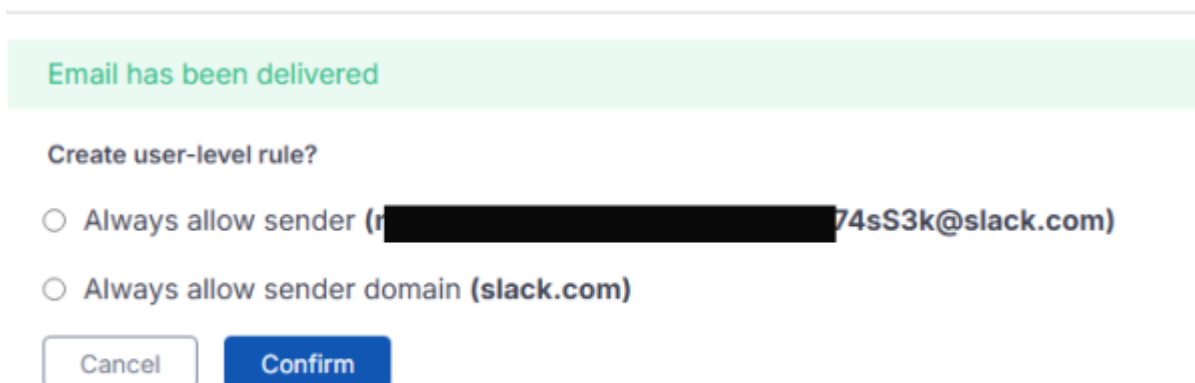 Email has been delivered
Create user-level rule?
Always allow sender (r 74sS3k@slack.com)
Always allow sender domain (slack.com)
Cancel Confirm